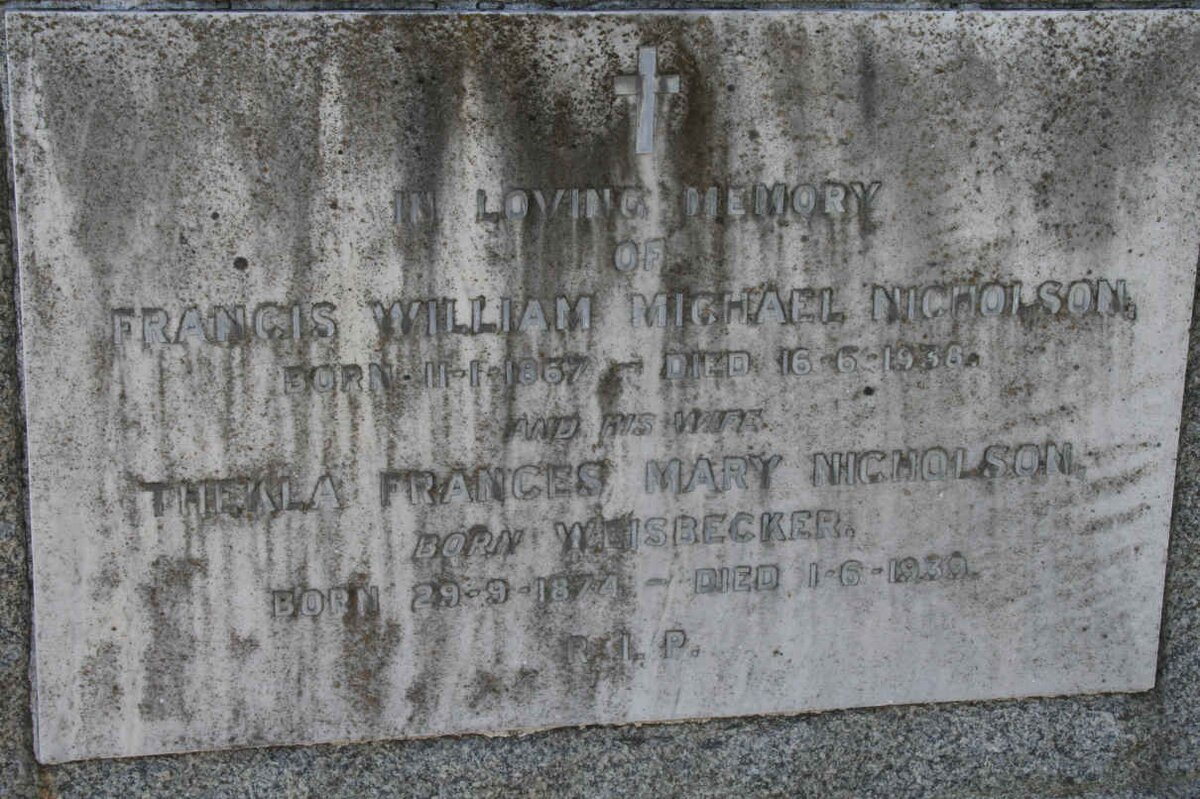 IN LOVING MEMORY
OF
FRANCIS WILLIAM MICHAEL NICHOLSON,
BORN 11-1-1867 – DIED 16-6-1938.
AND HIS WIFE
THEKLA FRANCES MARY NICHOLSON,
BORN WEISBECKER.
BORN 29-9-1874 – DIED 1-6-1939.
R.I.P.